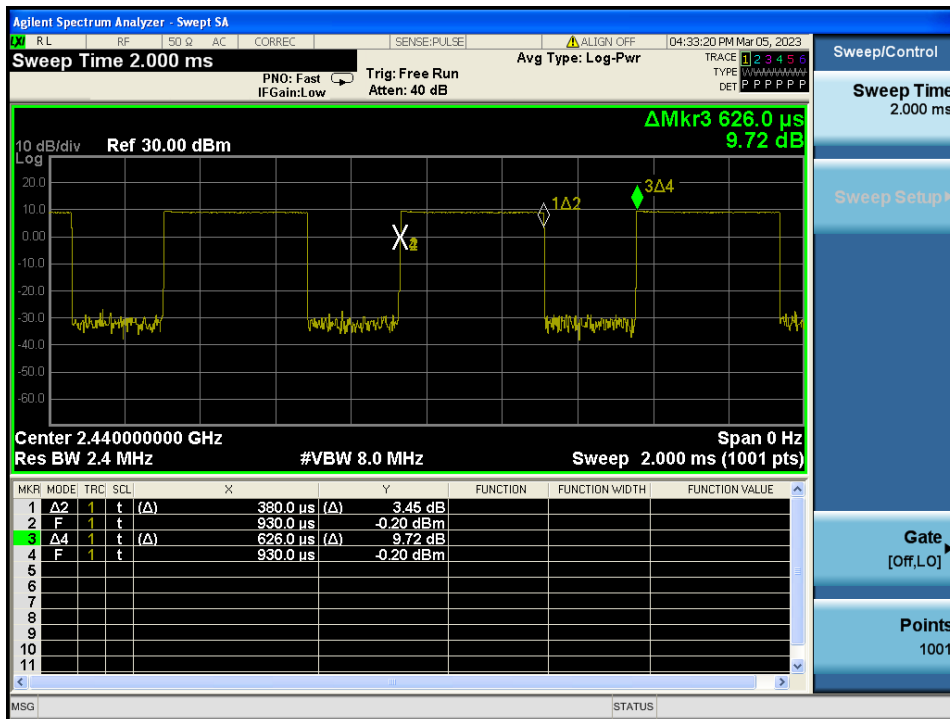 Agilent Spectrum Analyzer - Swept SA
LXI RL RF 50 Ω AC CORREC SENSE:PULSE ALIGN OFF 04:33:20 PM Mar 05, 2023
Sweep Time 2.000 ms
PNO: Fast
IFGain:Low
Trig: Free Run
Atten: 40 dB
Avg Type: Log-Pwr
TRACE 1 2 3 4 5 6
TYPE WWWWWW
DET P P P P P P
Sweep/Control
Sweep Time
2.000 ms
Sweep Setup
Gate
[Off,LO]
Points
1001
ΔMkr3 626.0 µs
9.72 dB
10 dB/div
Log
Ref 30.00 dBm
20.0
10.0
0.00
-10.0
-20.0
-30.0
-40.0
-50.0
-60.0
1Δ2
3Δ4
Center 2.440000000 GHz
Span 0 Hz
Res BW 2.4 MHz
#VBW 8.0 MHz
Sweep 2.000 ms (1001 pts)
MKR MODE TRC SCL X Y FUNCTION FUNCTION WIDTH FUNCTION VALUE
1 Δ2 1 t (Δ) 380.0 µs (Δ) 3.45 dB
2 F 1 t 930.0 µs -0.20 dBm
3 Δ4 1 t (Δ) 626.0 µs (Δ) 9.72 dB
4 F 1 t 930.0 µs -0.20 dBm
5
6
7
8
9
10
11
MSG
STATUS